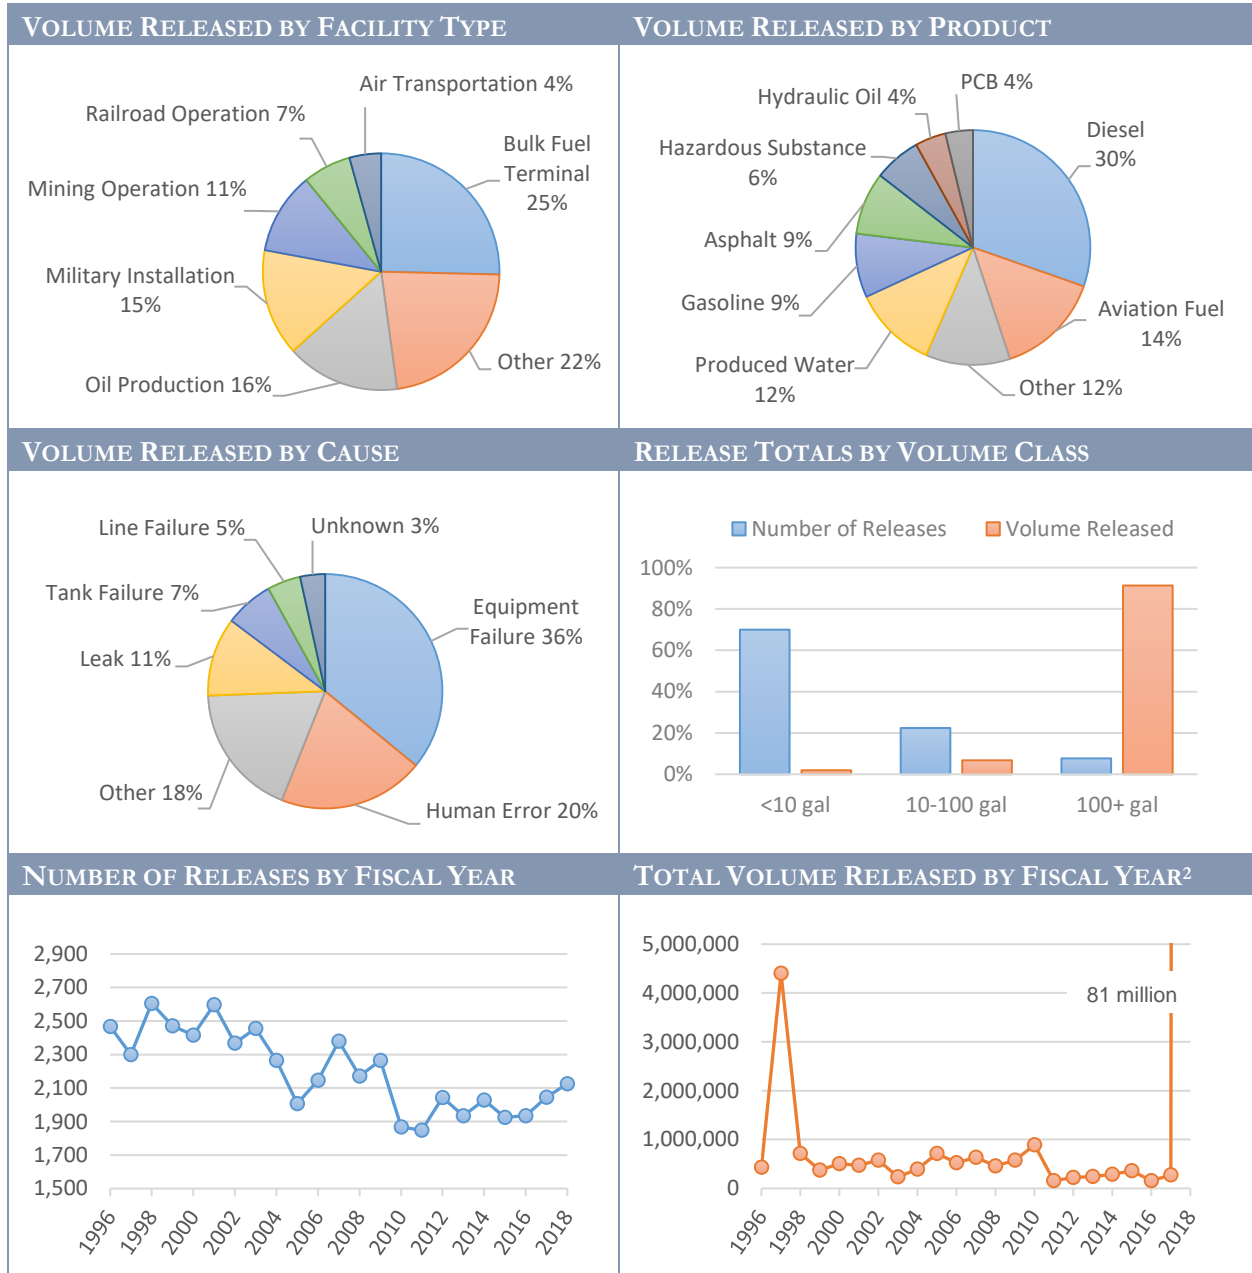 VOLUME RELEASED BY FACILITY TYPE
Air Transportation 4%
Railroad Operation 7%
Bulk Fuel
Terminal
25%
Mining Operation 11%
Military Installation
15%
Other 22%
Oil Production 16%
VOLUME RELEASED BY PRODUCT
PCB 4%
Hydraulic Oil 4%
Diesel
30%
Hazardous Substance
6%
Asphalt 9%
Gasoline 9%
Aviation Fuel
14%
Produced Water
12%
Other 12%
VOLUME RELEASED BY CAUSE
Line Failure 5%
Unknown 3%
Tank Failure 7%
Equipment
Failure 36%
Leak 11%
Other 18%
Human Error 20%
RELEASE TOTALS BY VOLUME CLASS
Number of Releases
Volume Released
100%
80%
60%
40%
20%
0%
<10 gal
10-100 gal
100+ gal
NUMBER OF RELEASES BY FISCAL YEAR
2,900
2,700
2,500
2,300
2,100
1,900
1,700
1,500
1996
1998
2000
2002
2004
2006
2008
2010
2012
2014
2016
2018
TOTAL VOLUME RELEASED BY FISCAL YEAR²
5,000,000
4,000,000
81 million
3,000,000
2,000,000
1,000,000
0
1996
1998
2000
2002
2004
2006
2008
2010
2012
2014
2016
2018